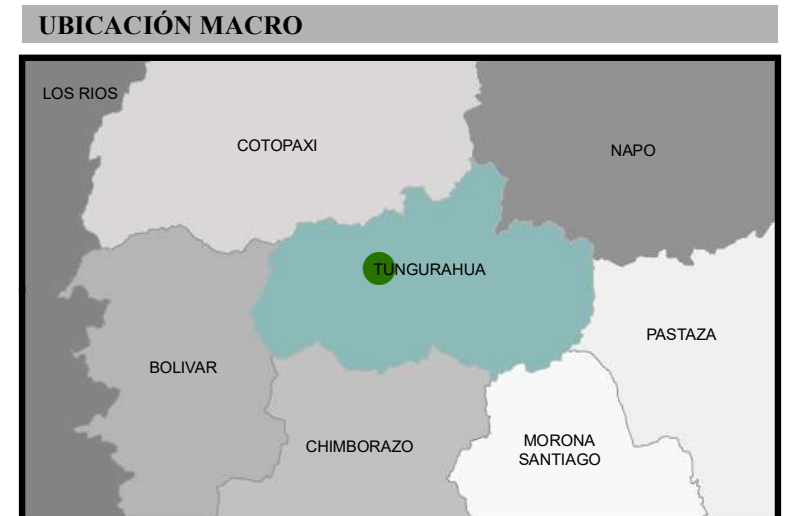 UBICACIÓN MACRO
LOS RIOS
COTOPAXI
NAPO
TUNGURAHUA
PASTAZA
BOLIVAR
CHIMBORAZO
MORONA
SANTIAGO